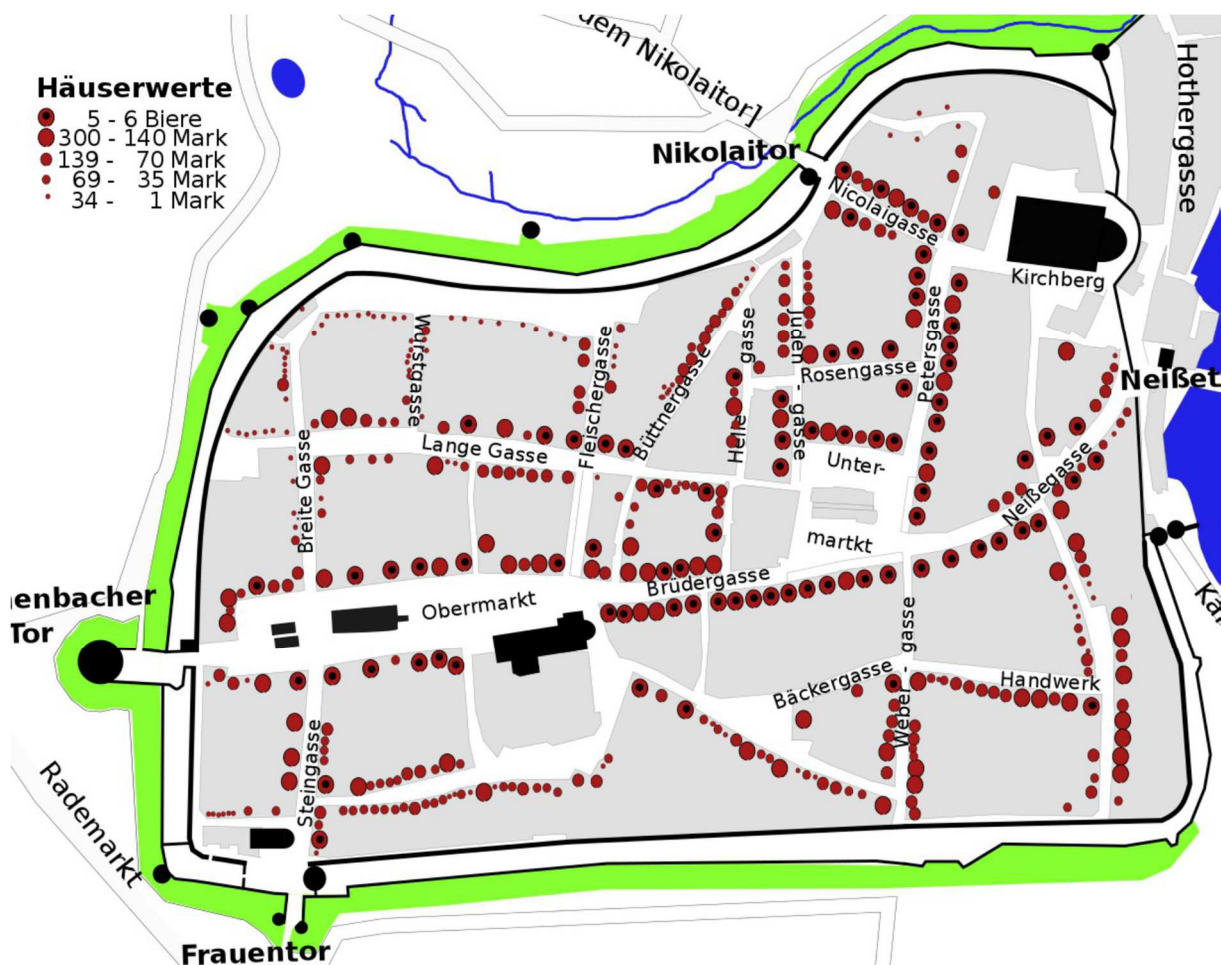 Häuserwerte
5 - 6 Biere
300 - 140 Mark
139 - 70 Mark
69 - 35 Mark
34 - 1 Mark
dem Nikolaitor]
Nikolaitor
Hothergasse
Nicolaigasse
Kirchberg
Petersgasse
Juden - gasse
Rosengasse
Helle gasse
Büttnergasse
Fleischergasse
Wurstgasse
Neißet
Lange Gasse
Breite Gasse
Unter-
markt
Neißegasse
Brüdergasse
Oberrmarkt
enbacher
Tor
Weber - gasse
Bäckergasse
Handwerk
Steingasse
Rademarkt
Frauentor